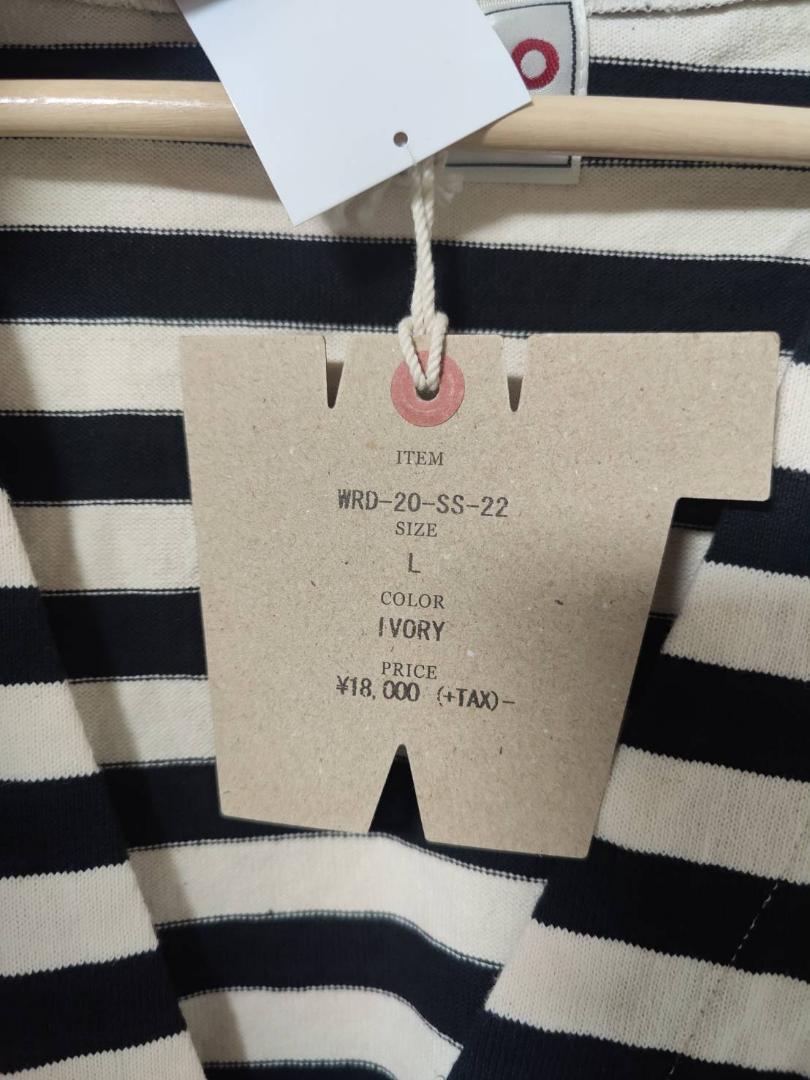 ITEM
WRD-20-SS-22
SIZE
L
COLOR
IVORY
PRICE
¥18,000 (+TAX)-